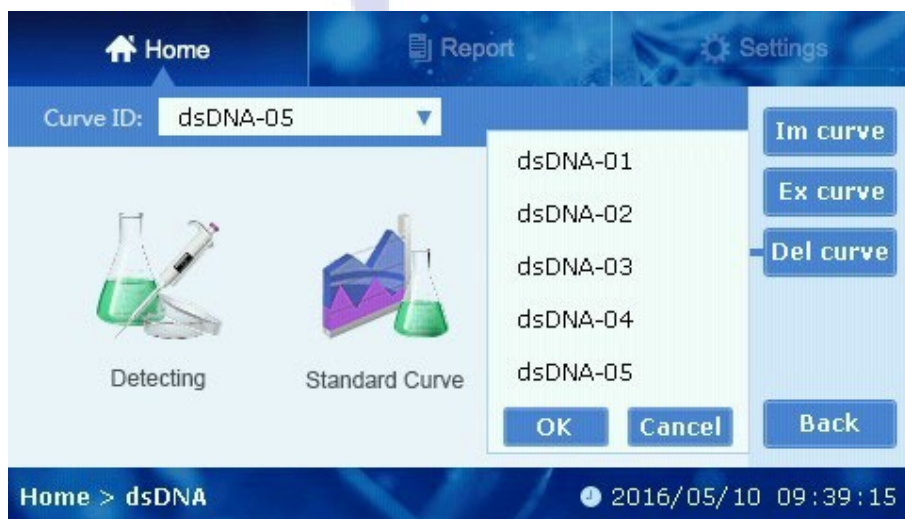 Home
Report
Settings
Curve ID: dsDNA-05
dsDNA-01
dsDNA-02
dsDNA-03
dsDNA-04
dsDNA-05
OK
Cancel
Im curve
Ex curve
Del curve
Back
Detecting
Standard Curve
Home > dsDNA
2016/05/10 09:39:15